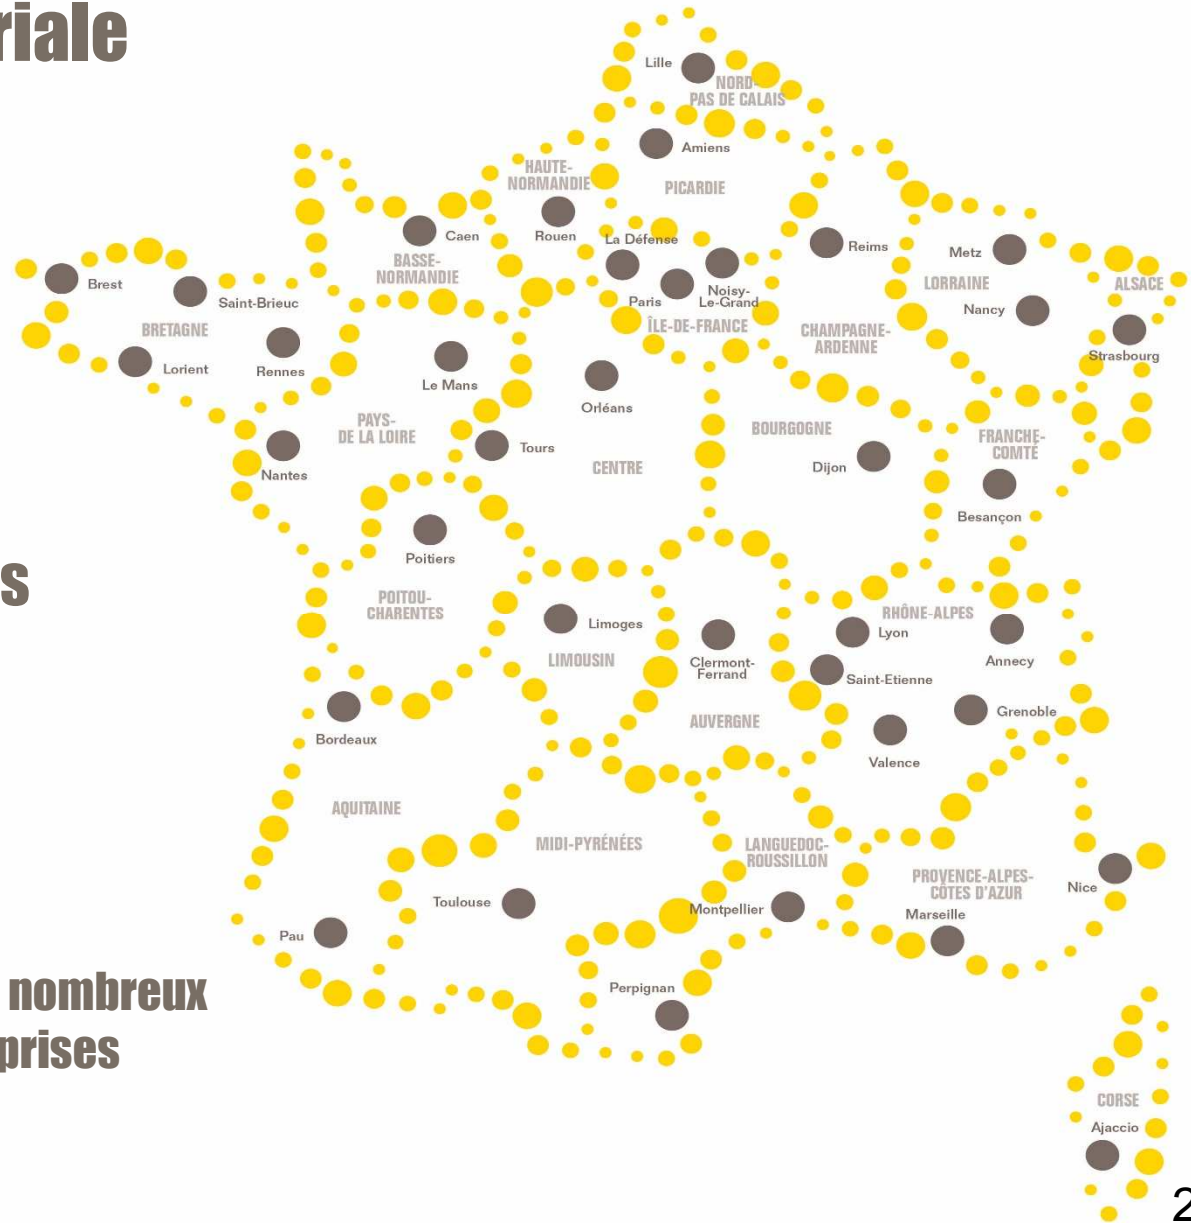 riale
Lille
NORD-
PAS DE CALAIS
Amiens
HAUTE-
NORMANDIE
PICARDIE
Rouen
Caen
La Défense
Reims
Metz
BASSE-
NORMANDIE
Brest
Saint-Brieuc
Paris
Noisy-
Le-Grand
LORRAINE
ALSACE
Nancy
BRETAGNE
ÎLE-DE-FRANCE
CHAMPAGNE-
ARDENNE
Strasbourg
Lorient
Rennes
Le Mans
Orléans
PAYS-
DE LA LOIRE
BOURGOGNE
FRANCHE-
COMTÉ
Tours
CENTRE
Dijon
Nantes
Besançon
Poitiers
s
POITOU-
CHARENTES
Limoges
RHÔNE-ALPES
Lyon
LIMOUSIN
Clermont-
Ferrand
Annecy
Saint-Etienne
Grenoble
AUVERGNE
Bordeaux
Valence
AQUITAINE
MIDI-PYRÉNÉES
LANGUEDOC-
ROUSSILLON
PROVENCE-ALPES-
CÔTES D'AZUR
Nice
Toulouse
Montpellier
Marseille
Pau
nombreux
Perpignan
prises
CORSE
Ajaccio
2